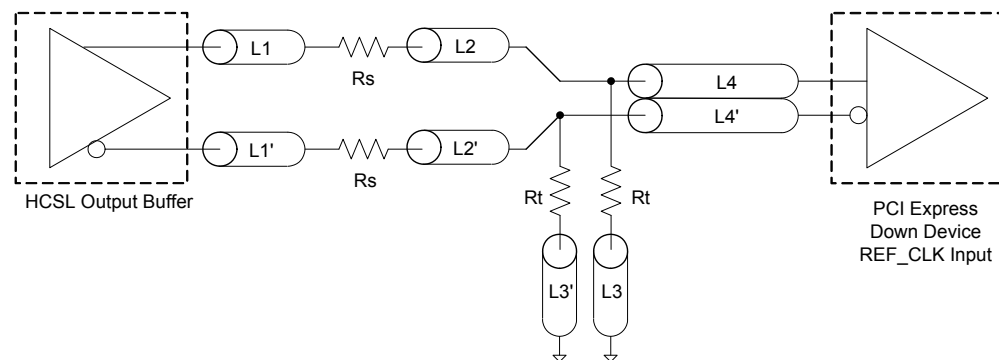 L1
Rs
L2
L4
L4'
L1'
Rs
L2'
HCSL Output Buffer
Rt
Rt
L3'
L3
PCI Express
Down Device
REF_CLK Input